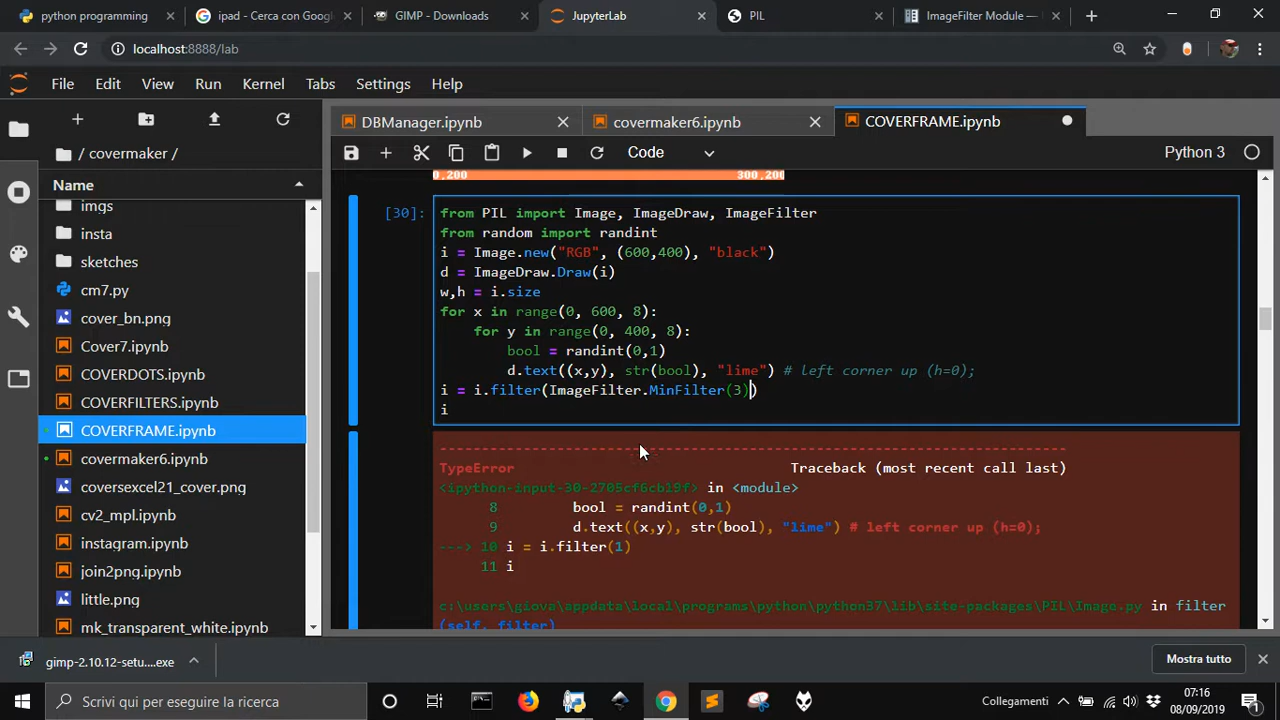 python programming
ipad - Cerca con Googl
GIMP - Downloads
JupyterLab
PIL
ImageFilter Module —
localhost:8888/lab
File Edit View Run Kernel Tabs Settings Help
DBManager.ipynb
covermaker6.ipynb
COVERFRAME.ipynb
/ covermaker /
Code
Python 3
Name
imgs
insta
sketches
cm7.py
cover_bn.png
Cover7.ipynb
COVERDOTS.ipynb
COVERFILTERS.ipynb
COVERFRAME.ipynb
covermaker6.ipynb
coversexcel21_cover.png
cv2_mpl.ipynb
instagram.ipynb
join2png.ipynb
little.png
mk_transparent_white.ipynb
0,200 300,200
[30]:
from PIL import Image, ImageDraw, ImageFilter
from random import randint
i = Image.new("RGB", (600,400), "black")
d = ImageDraw.Draw(i)
w,h = i.size
for x in range(0, 600, 8):
for y in range(0, 400, 8):
bool = randint(0,1)
d.text((x,y), str(bool), "lime") # left corner up (h=0);
i = i.filter(ImageFilter.MinFilter(3))
i
---------------------------------------------------------------------------
TypeError Traceback (most recent call last)
<ipython-input-30-2705cf6cb29f> in <module>
8 bool = randint(0,1)
9 d.text((x,y), str(bool), "lime") # left corner up (h=0);
---> 10 i = i.filter(1)
11 i
c:\users\giova\appdata\local\programs\python\python37\lib\site-packages\PIL\Image.py in filter
(self, filter)
gimp-2.10.12-setu....exe
Mostra tutto
Scrivi qui per eseguire la ricerca
Collegamenti
07:16
08/09/2019
1